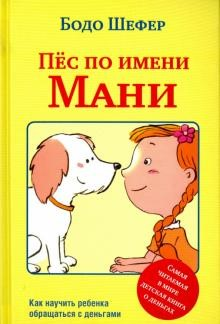 Бодо Шефер
Пёс по имени
Мани
Самая
читаемая
в мире
детская книга
о деньгах
Как научить ребенка
обращаться с деньгами